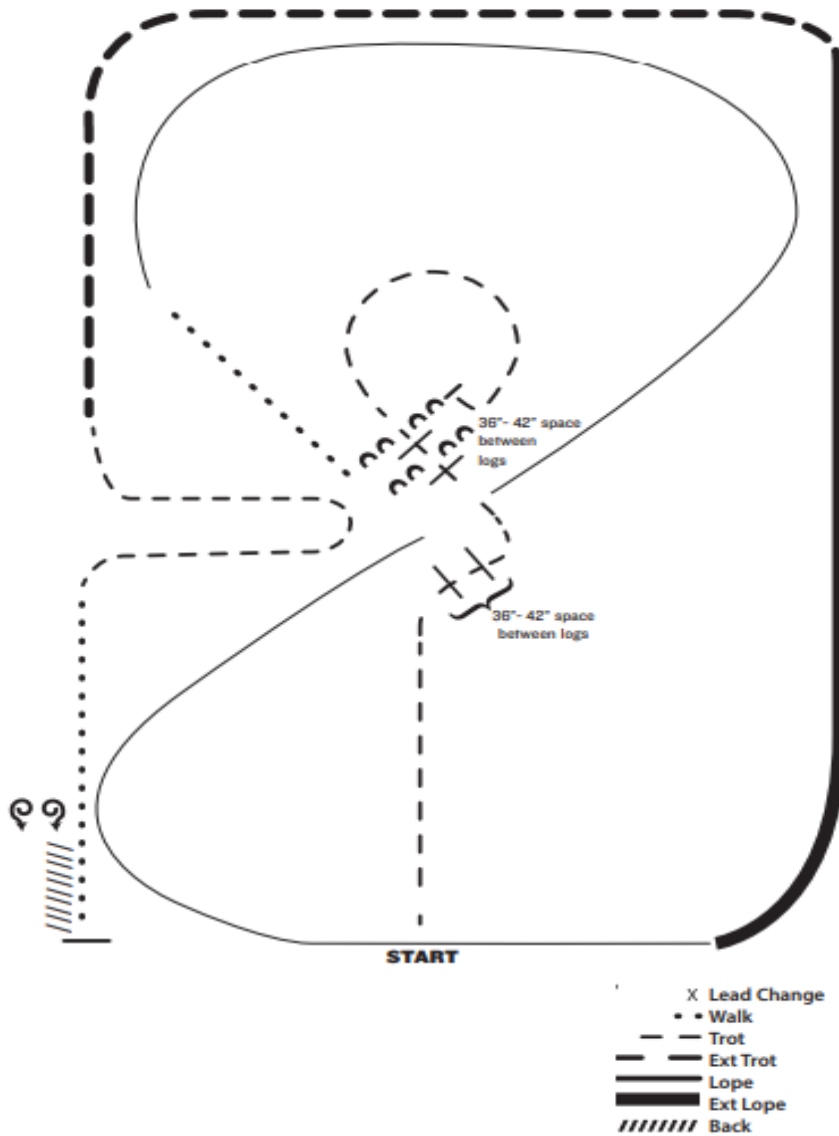 36"- 42" space
between
logs
36"- 42" space
between logs
START
X Lead Change
Walk
Trot
Ext Trot
Lope
Ext Lope
Back